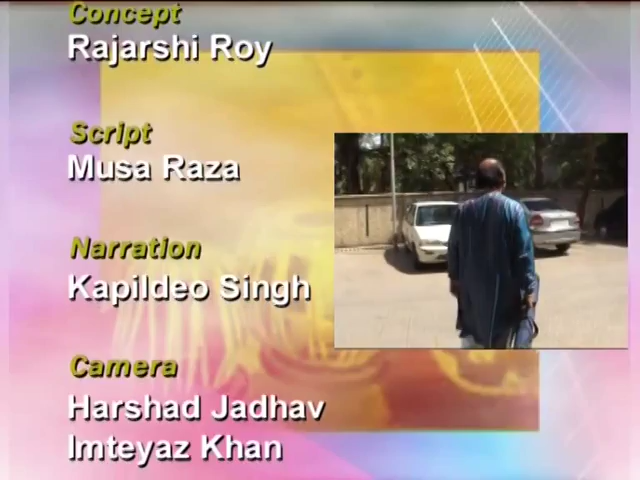 Concept
Rajarshi Roy
Script
Musa Raza
Narration
Kapildeo Singh
Camera
Harshad Jadhav
Imteyaz Khan